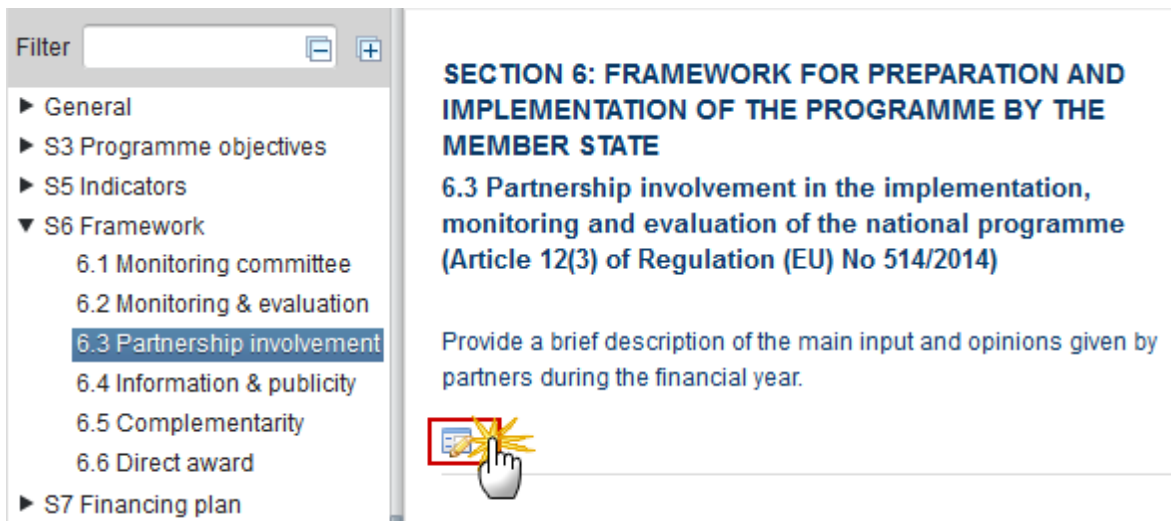 Filter
General
S3 Programme objectives
S5 Indicators
S6 Framework
6.1 Monitoring committee
6.2 Monitoring & evaluation
6.3 Partnership involvement
6.4 Information & publicity
6.5 Complementarity
6.6 Direct award
S7 Financing plan
SECTION 6: FRAMEWORK FOR PREPARATION AND
IMPLEMENTATION OF THE PROGRAMME BY THE
MEMBER STATE
6.3 Partnership involvement in the implementation,
monitoring and evaluation of the national programme
(Article 12(3) of Regulation (EU) No 514/2014)
Provide a brief description of the main input and opinions given by
partners during the financial year.